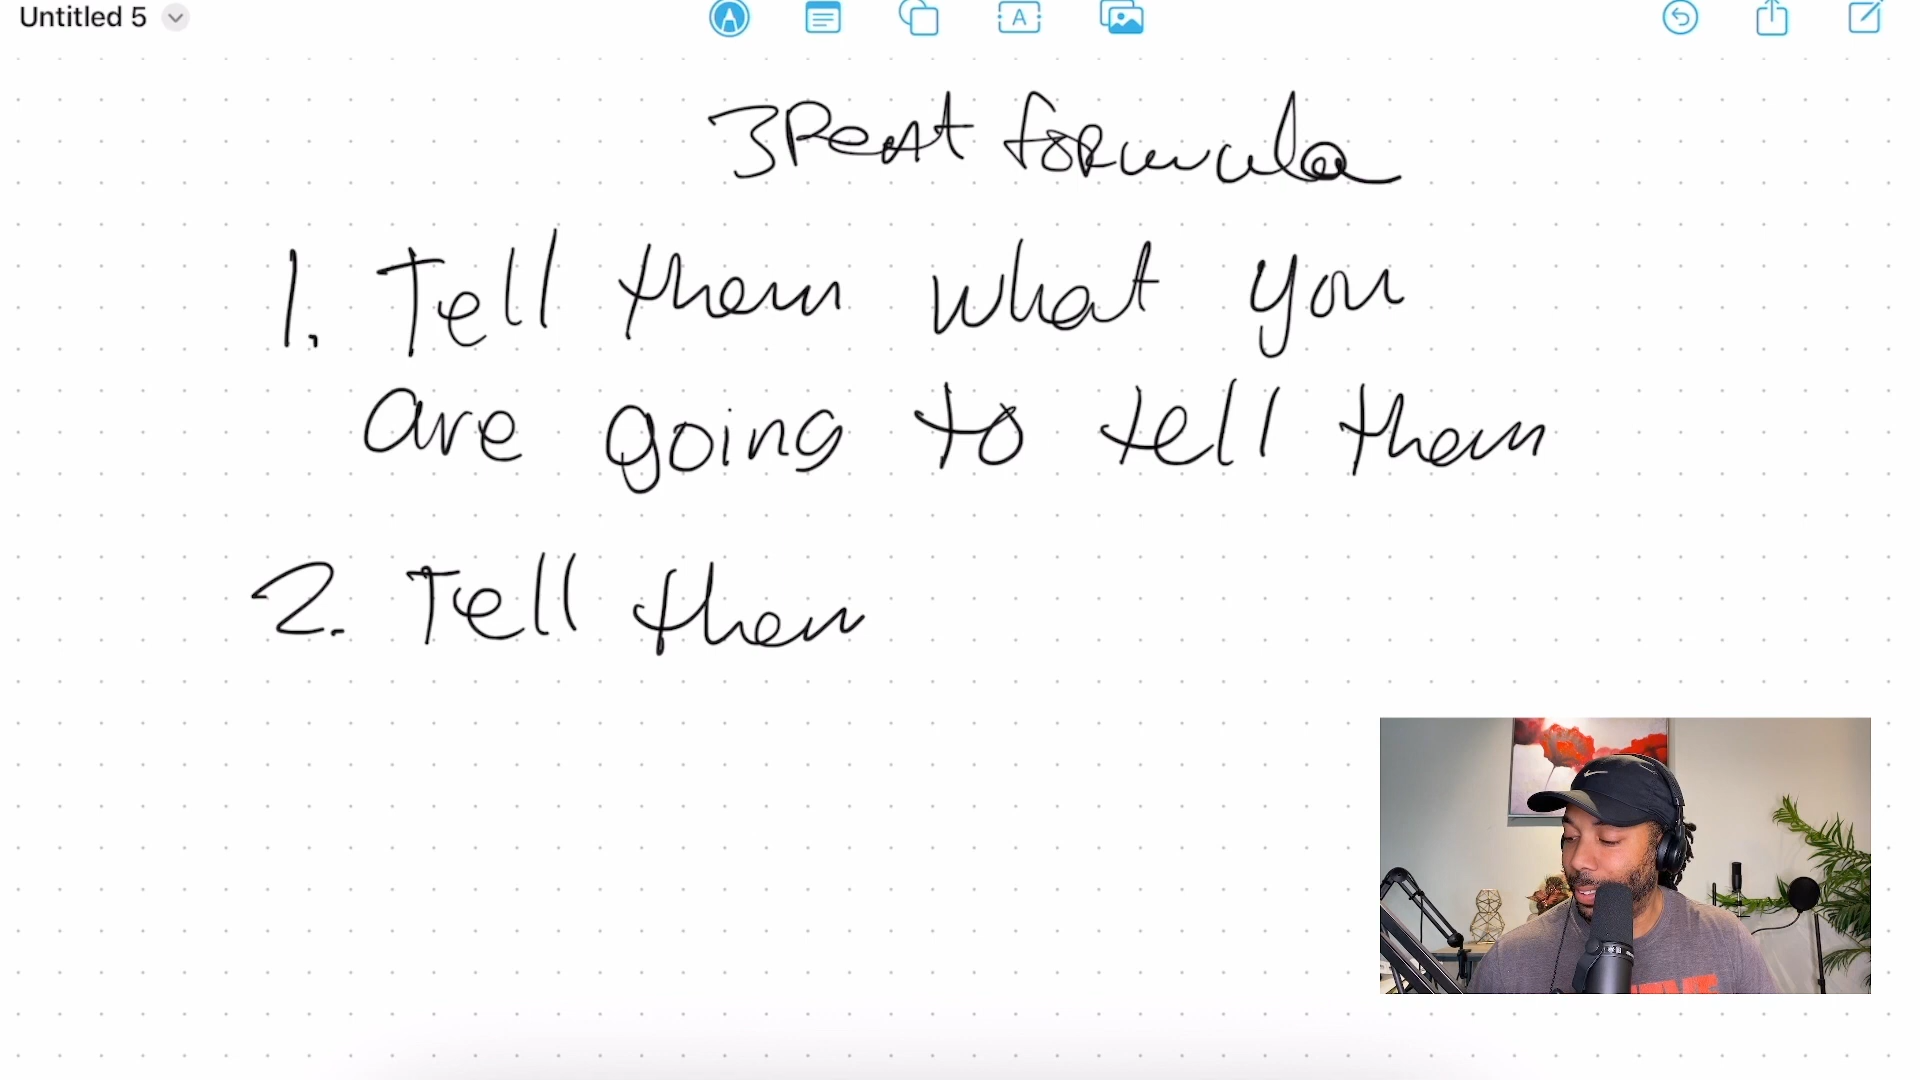 Untitled 5
A
3Peat formula
1. Tell them what you
are going to tell them
2. Tell them